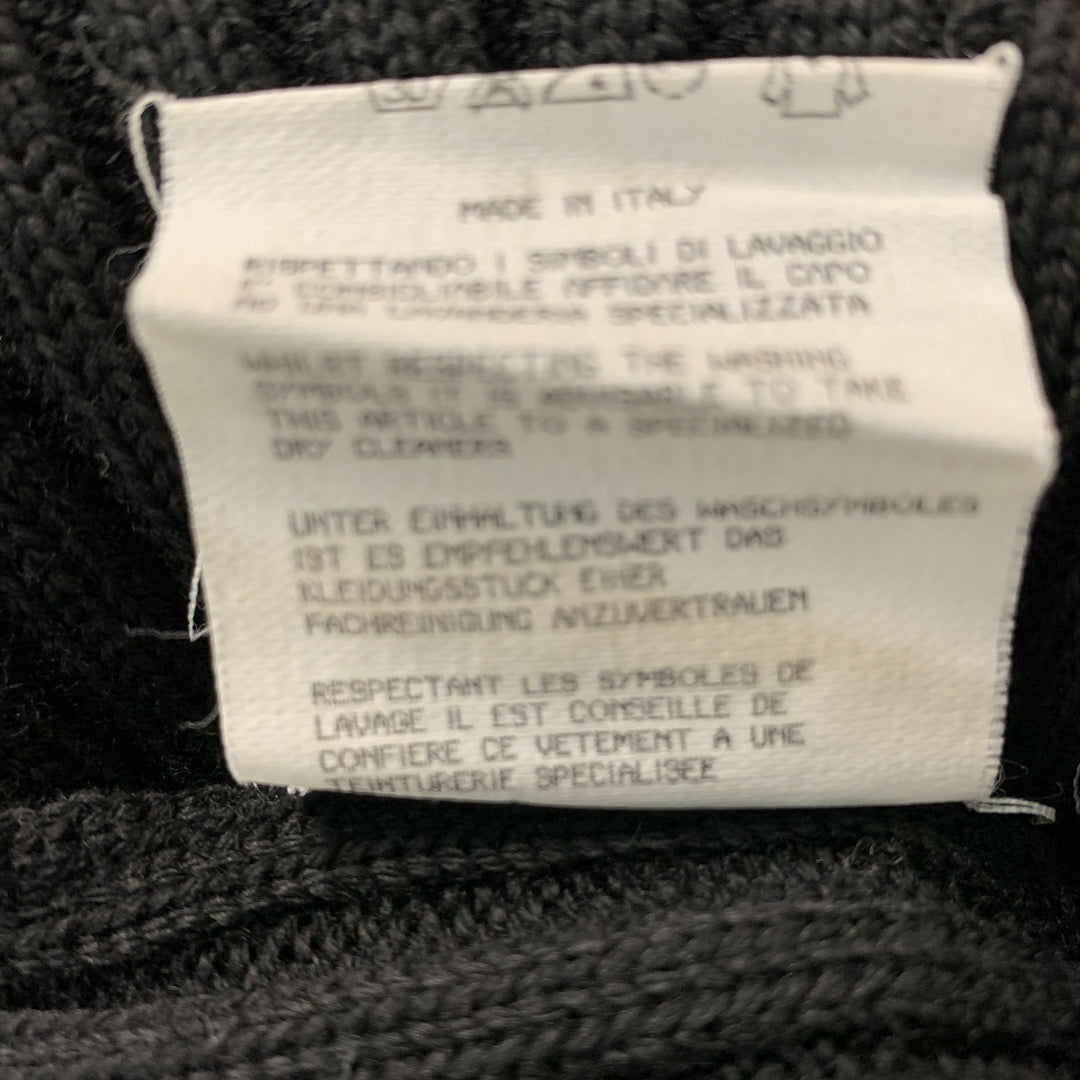 MADE IN ITALY
RISPETTANDO I SIMBOLI DI LAVAGGIO
E' CONSIGLIABILE AFFIDARE IL CAPO
AD UNA LAVANDERIA SPECIALIZZATA
WHILST RESPECTING THE WASHING
SYMBOLS IT IS ADVISABLE TO TAKE
THIS ARTICLE TO A SPECIALIZED
DRY CLEANERS
UNTER EINHALTUNG DES WASCHSYMBOLES
IST ES EMPFEHLENSWERT DAS
KLEIDUNGSSTUCK EINER
FACHREINIGUNG ANZUVERTRAUEN
RESPECTANT LES SYMBOLES DE
LAVAGE IL EST CONSEILLE DE
CONFIERE CE VETEMENT A UNE
TEINTURERIE SPECIALISEE